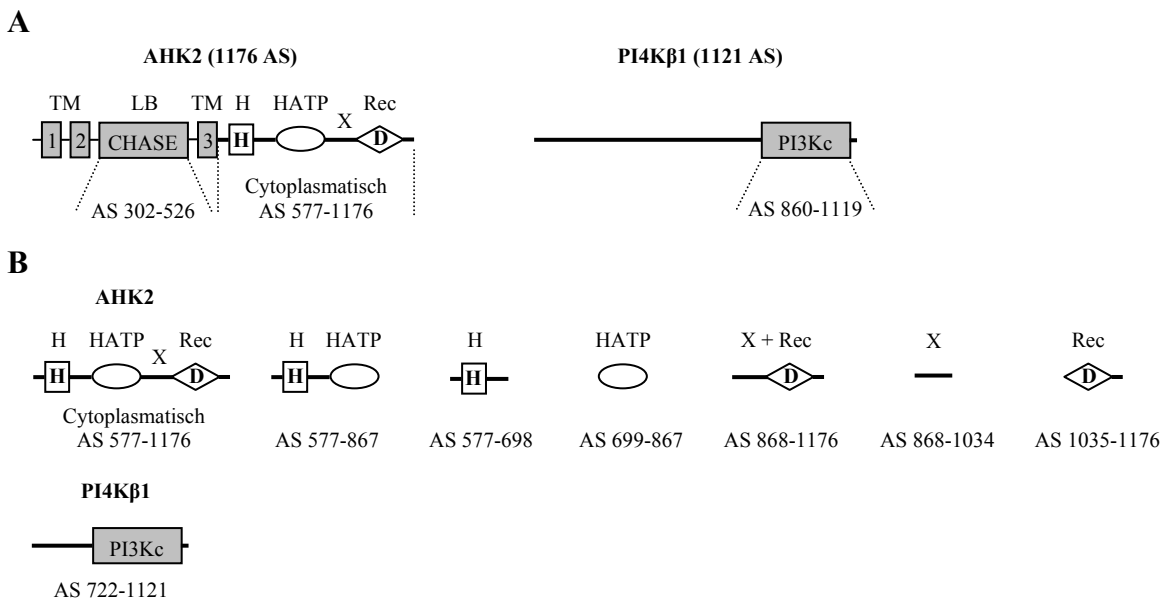 A
AHK2 (1176 AS)
PI4Kβ1 (1121 AS)
TM LB TM H HATP X Rec
1 2 CHASE 3 H D
PI3Kc
Cytoplasmatisch
AS 302-526
AS 577-1176
AS 860-1119
B
AHK2
H HATP X Rec
H D
Cytoplasmatisch
AS 577-1176
H HATP
H
AS 577-867
H
H
AS 577-698
HATP
AS 699-867
X + Rec
D
AS 868-1176
X
AS 868-1034
Rec
D
AS 1035-1176
PI4Kβ1
PI3Kc
AS 722-1121